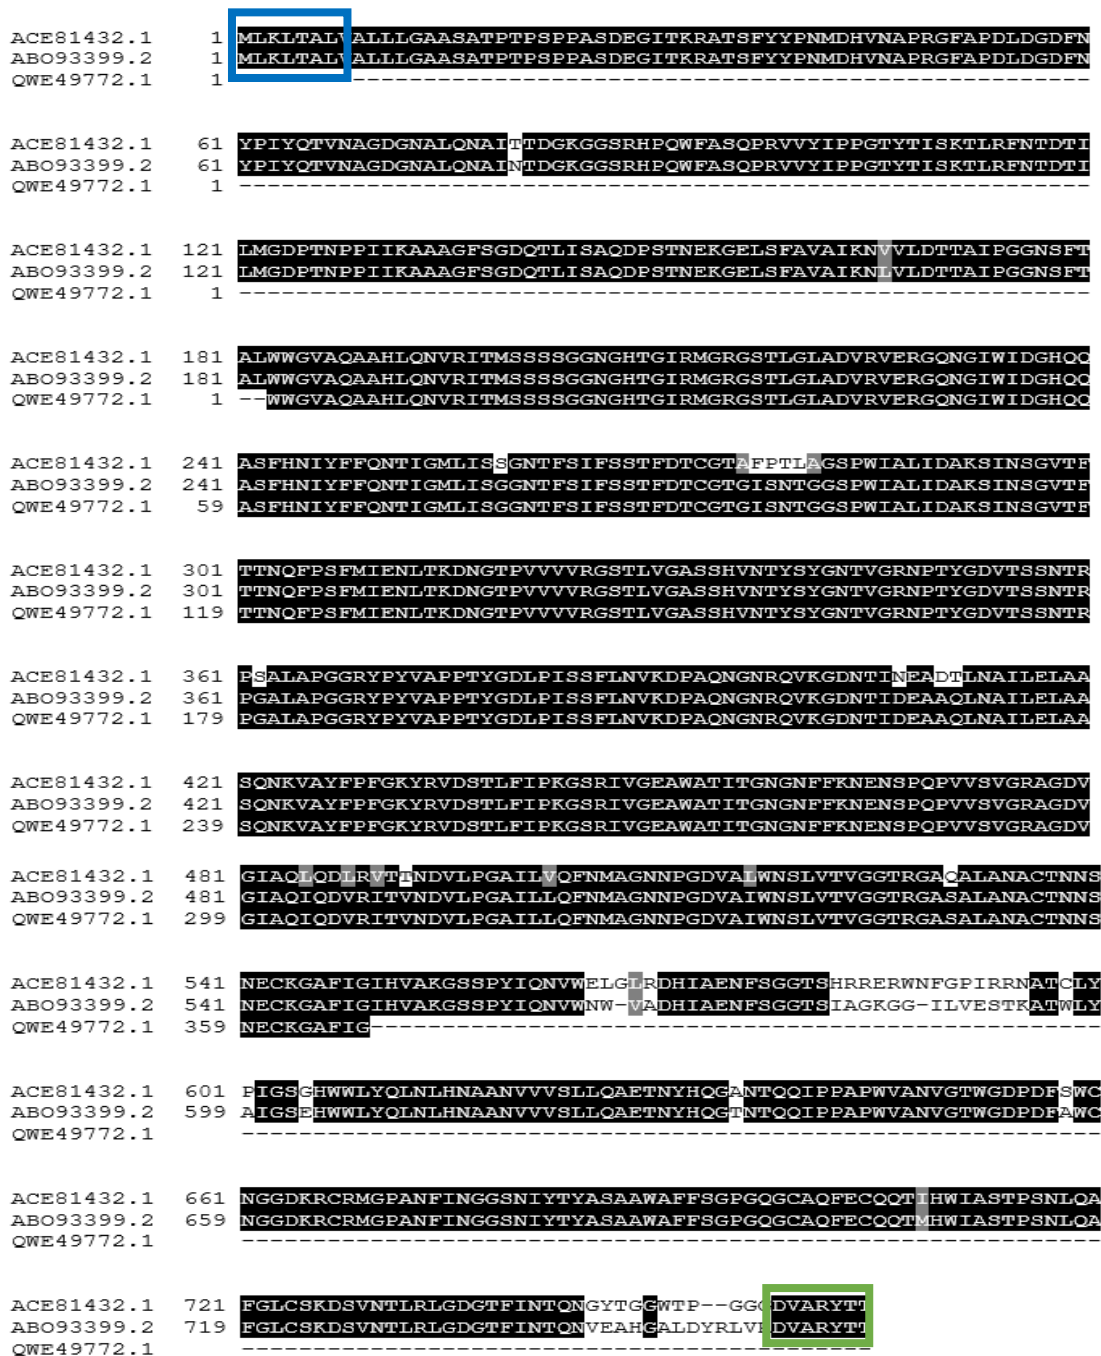 ACE81432.1 1 MLKLTALVALLLGAASATPTPSPPASDEGITKRATSFYYPNMDHVNAPRGFAPDLDGDFN
ABO93399.2 1 MLKLTALVALLLGAASATPTPSPPASDEGITKRATSFYYPNMDHVNAPRGFAPDLDGDFN
QWE49772.1 1 ------------------------------------------------------------
ACE81432.1 61 YPIYQTVNAGDGNALQNAITTDGKGGSRHPQWFASQPRVVYIPPGTYTISKTLRFNTDTI
ABO93399.2 61 YPIYQTVNAGDGNALQNAINTDGKGGSRHPQWFASQPRVVYIPPGTYTISKTLRFNTDTI
QWE49772.1 1 ------------------------------------------------------------
ACE81432.1 121 LMGDPTNPPIIKAAAGFSGDQTLISAQDPSTNEKGELSFAVAIKNVVLDTTAIPGGNSFT
ABO93399.2 121 LMGDPTNPPIIKAAAGFSGDQTLISAQDPSTNEKGELSFAVAIKNLVLDTTAIPGGNSFT
QWE49772.1 1 ------------------------------------------------------------
ACE81432.1 181 ALWWGVAQAAHLQNVRITMSSSSGGNGHTGIRMGRGSTLGLADVRVERGQNGIWIDGHQQ
ABO93399.2 181 ALWWGVAQAAHLQNVRITMSSSSGGNGHTGIRMGRGSTLGLADVRVERGQNGIWIDGHQQ
QWE49772.1 1 --WWGVAQAAHLQNVRITMSSSSGGNGHTGIRMGRGSTLGLADVRVERGQNGIWIDGHQQ
ACE81432.1 241 ASFHNIYFFQNTIGMLISSGNTFSIFSSTFDTCGTAFPTLAGSPWIALIDAKSINSGVTF
ABO93399.2 241 ASFHNIYFFQNTIGMLISGGNTFSIFSSTFDTCGTGISNTGGSPWIALIDAKSINSGVTF
QWE49772.1 59 ASFHNIYFFQNTIGMLISGGNTFSIFSSTFDTCGTGISNTGGSPWIALIDAKSINSGVTF
ACE81432.1 301 TTNQFPSFMIENLTKDNGTPVVVVRGSTLVGASSHVNTYSYGNTVGRNPTYGDVTSSNTR
ABO93399.2 301 TTNQFPSFMIENLTKDNGTPVVVVRGSTLVGASSHVNTYSYGNTVGRNPTYGDVTSSNTR
QWE49772.1 119 TTNQFPSFMIENLTKDNGTPVVVVRGSTLVGASSHVNTYSYGNTVGRNPTYGDVTSSNTR
ACE81432.1 361 PSALAPGGRYPYVAPPTYGDLPISSFLNVKDPAQNGNRQVKGDNTINEADTLNAILELAA
ABO93399.2 361 PGALAPGGRYPYVAPPTYGDLPISSFLNVKDPAQNGNRQVKGDNTIDEAAQLNAILELAA
QWE49772.1 179 PGALAPGGRYPYVAPPTYGDLPISSFLNVKDPAQNGNRQVKGDNTIDEAAQLNAILELAA
ACE81432.1 421 SQNKVAYFPFGKYRVDSTLFIPKGSRIVGEAWATITGNGNFFKNENSPQPVVSVGRAGDV
ABO93399.2 421 SQNKVAYFPFGKYRVDSTLFIPKGSRIVGEAWATITGNGNFFKNENSPQPVVSVGRAGDV
QWE49772.1 239 SQNKVAYFPFGKYRVDSTLFIPKGSRIVGEAWATITGNGNFFKNENSPQPVVSVGRAGDV
ACE81432.1 481 GIAQLQDLRVTTNDVLPGAILVQFNMAGNNPGDVALWNSLVTVGGTRGAQALANACTNNS
ABO93399.2 481 GIAQIQDVRITVNDVLPGAILLQFNMAGNNPGDVAIWNSLVTVGGTRGASALANACTNNS
QWE49772.1 299 GIAQIQDVRITVNDVLPGAILLQFNMAGNNPGDVAIWNSLVTVGGTRGASALANACTNNS
ACE81432.1 541 NECKGAFIGIHVAKGSSPYIQNVWELGLRDHIAENFSGGTSHRRERWNFGPIRRNATCLY
ABO93399.2 541 NECKGAFIGIHVAKGSSPYIQNVWNW-VADHIAENFSGGTSIAGKGG-ILVESTKATWLY
QWE49772.1 359 NECKGAFIG---------------------------------------------------
ACE81432.1 601 PIGSGHWWLYQLNLHNAANVVVSLLQAETNYHQGANTQQIPPAPWVANVGTWGDPDFSWC
ABO93399.2 599 AIGSEHWWLYQLNLHNAANVVVSLLQAETNYHQGTNTQQIPPAPWVANVGTWGDPDFAWC
QWE49772.1 ------------------------------------------------------------
ACE81432.1 661 NGGDKRCRMGPANFINGGSNIYTYASAAWAFFSGPGQGCAQFECQQTIHWIASTPSNLQA
ABO93399.2 659 NGGDKRCRMGPANFINGGSNIYTYASAAWAFFSGPGQGCAQFECQQTMHWIASTPSNLQA
QWE49772.1 ------------------------------------------------------------
ACE81432.1 721 FGLCSKDSVNTLRLGDGTFINTQNGYTGGWTP--GGGDVARYTT
ABO93399.2 719 FGLCSKDSVNTLRLGDGTFINTQNVEAHGALDYRLVPDVARYTT
QWE49772.1 --------------------------------------------